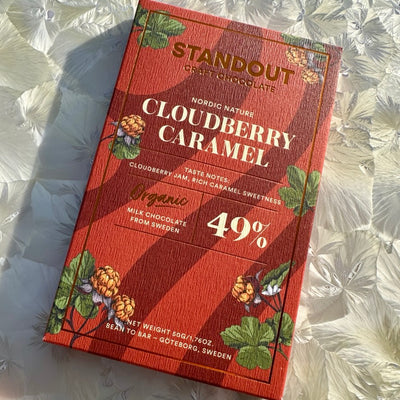 STANDOUT
CRAFT CHOCOLATE
NORDIC NATURE
CLOUDBERRY
CARAMEL
TASTE NOTES:
CLOUDBERRY JAM, RICH CARAMEL SWEETNESS
Organic
MILK CHOCOLATE
FROM SWEDEN
49%
NET WEIGHT 50G/1.76OZ.
BEAN TO BAR – GÖTEBORG, SWEDEN